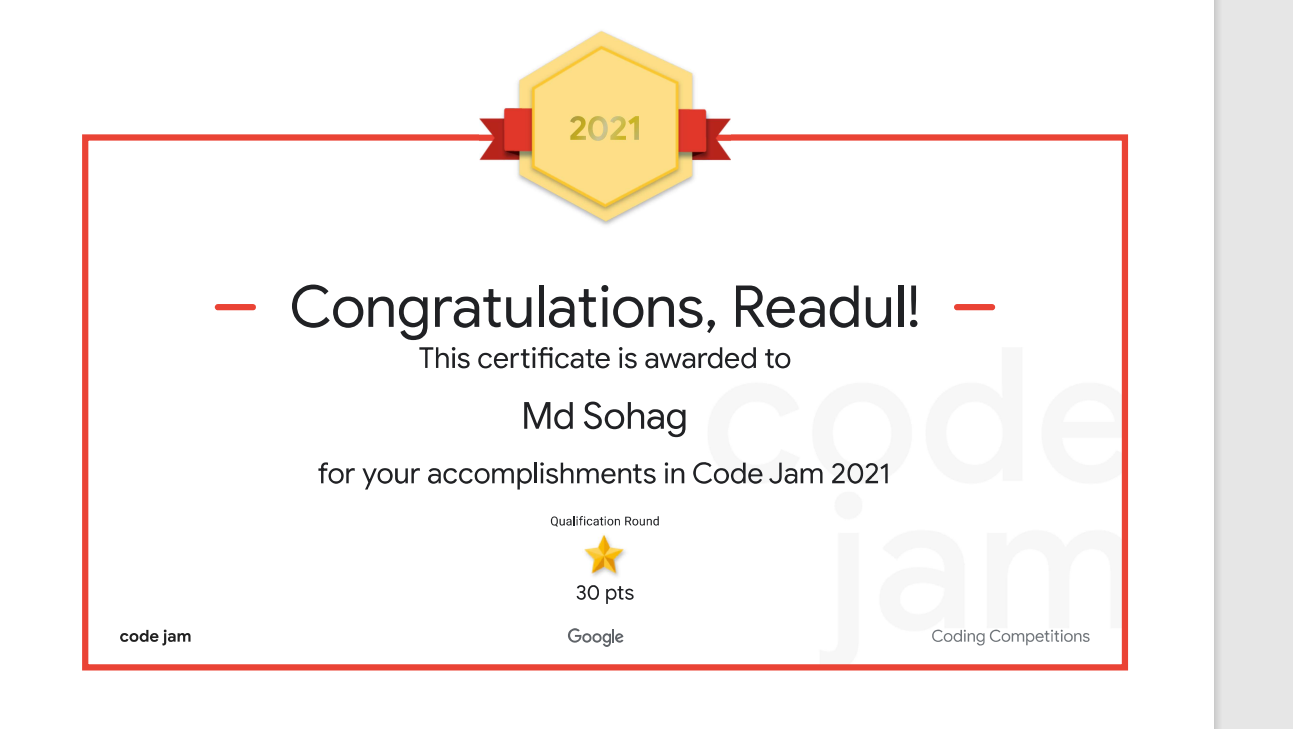 2021
Congratulations, Readul!
This certificate is awarded to
Md Sohag
for your accomplishments in Code Jam 2021
Qualification Round
30 pts
code jam
Google
Coding Competitions
code
jam